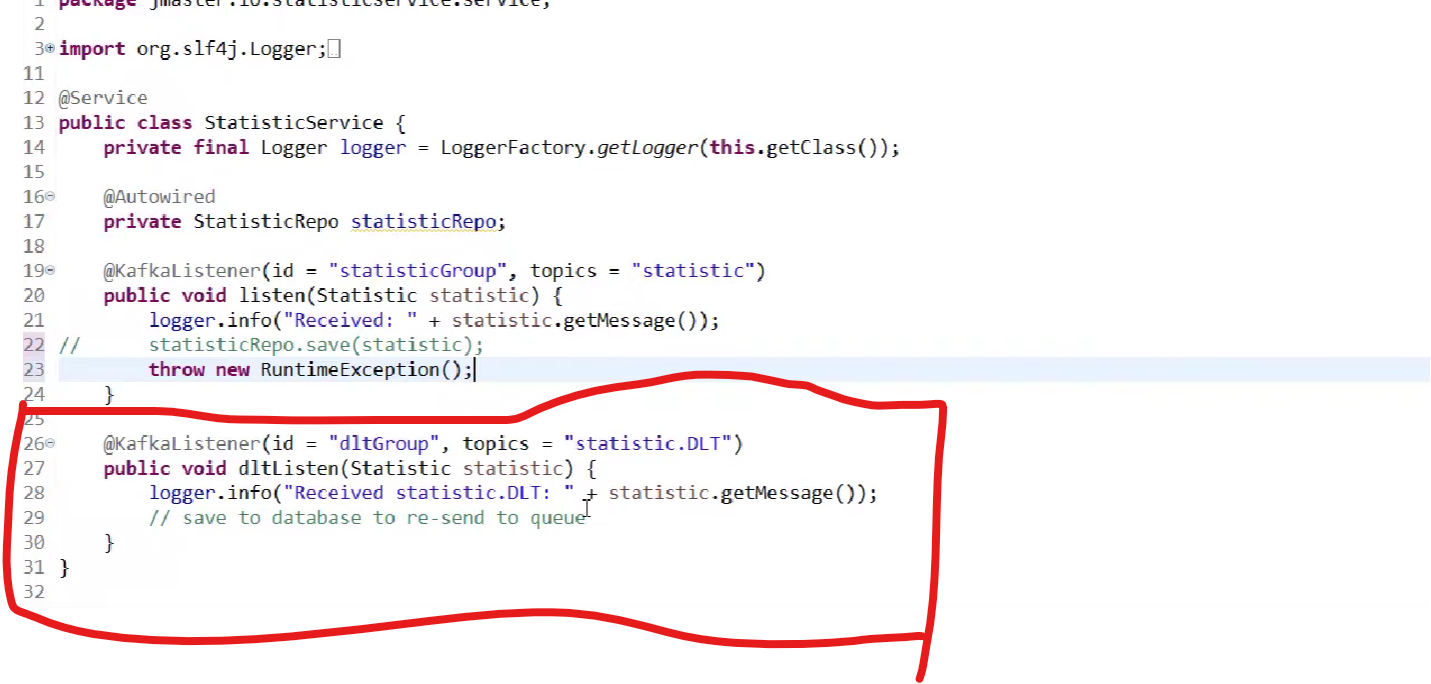 1 package jmaster.io.statisticservice.service;
2
3 import org.slf4j.Logger;
11
12 @Service
13 public class StatisticService {
14 private final Logger logger = LoggerFactory.getLogger(this.getClass());
15
16 @Autowired
17 private StatisticRepo statisticRepo;
18
19 @KafkaListener(id = "statisticGroup", topics = "statistic")
20 public void listen(Statistic statistic) {
21 logger.info("Received: " + statistic.getMessage());
22 // statisticRepo.save(statistic);
23 throw new RuntimeException();
24 }
25
26 @KafkaListener(id = "dltGroup", topics = "statistic.DLT")
27 public void dltListen(Statistic statistic) {
28 logger.info("Received statistic.DLT: " + statistic.getMessage());
29 // save to database to re-send to queue
30 }
31 }
32